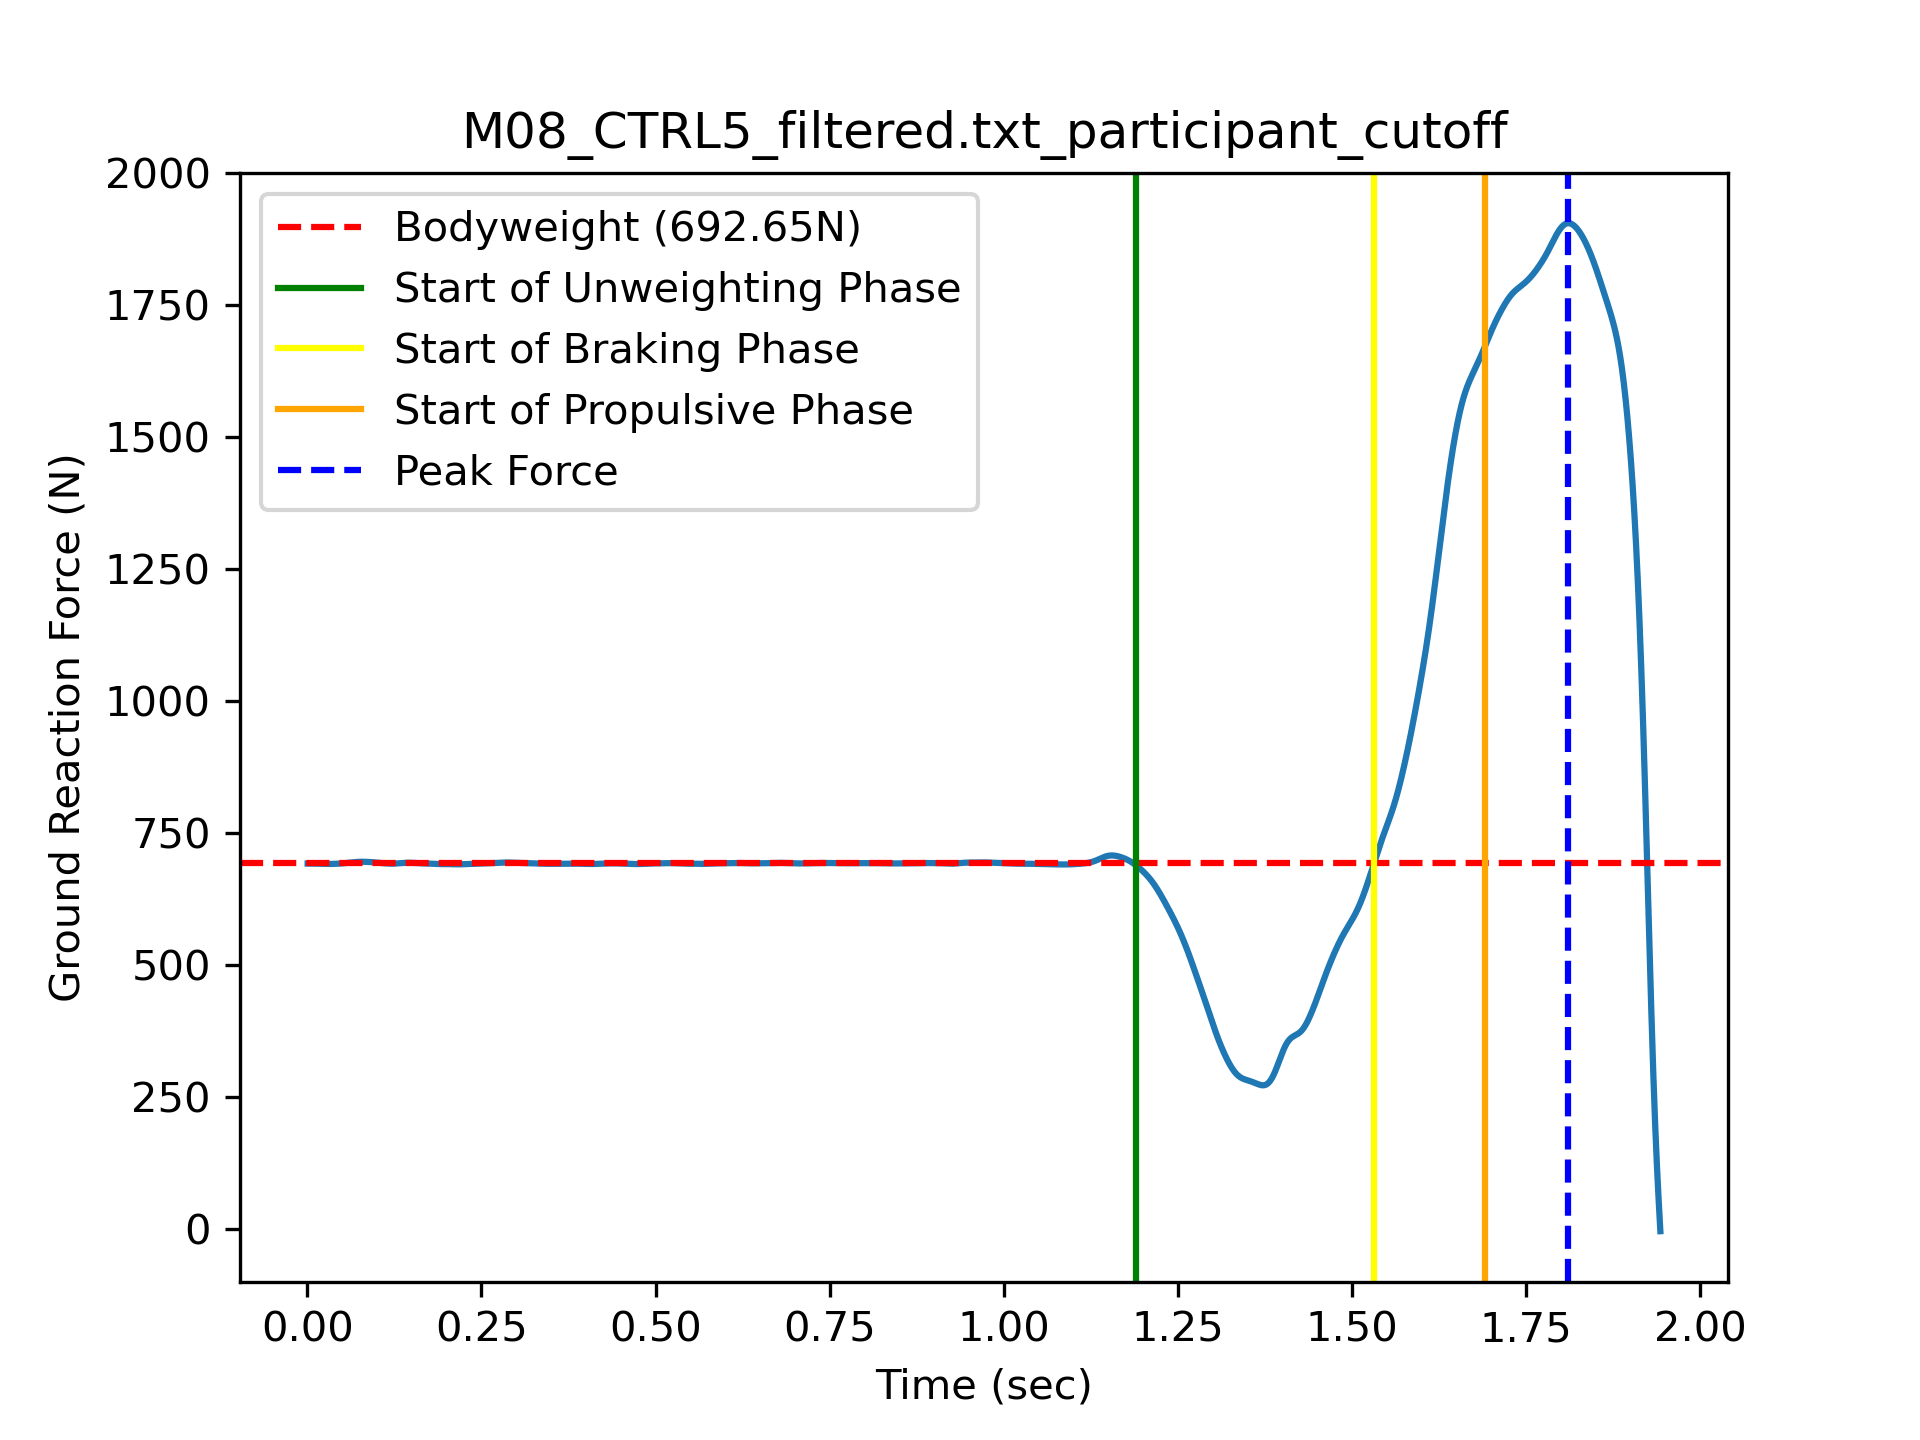 M08_CTRL5_filtered.txt_participant_cutoff
Bodyweight (692.65N)
Start of Unweighting Phase
Start of Braking Phase
Start of Propulsive Phase
Peak Force
Ground Reaction Force (N)
2000
1750
1500
1250
1000
750
500
250
0
0.00 0.25 0.50 0.75 1.00 1.25 1.50 1.75 2.00
Time (sec)